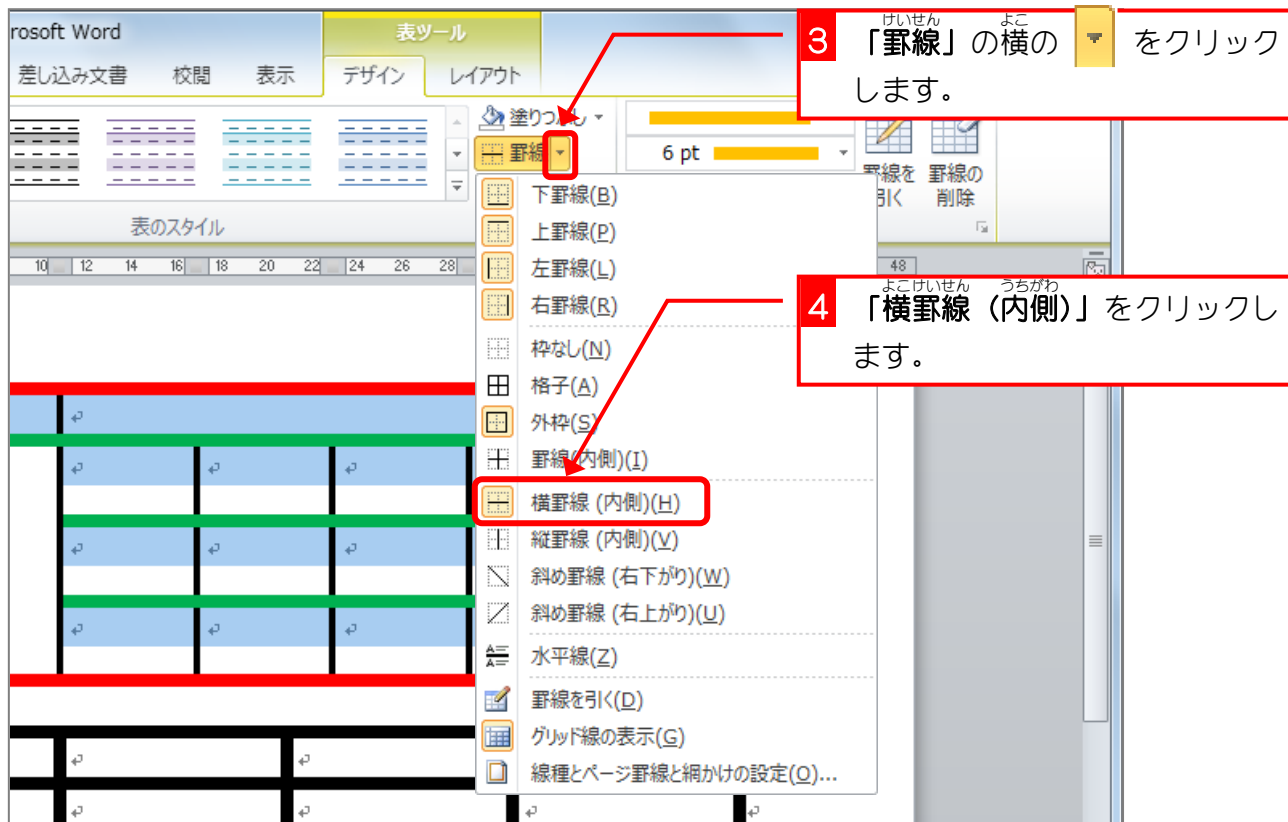 rosoft Word
表ツール
差し込み文書 校閲 表示 デザイン レイアウト
3 「罫線」の横の をクリック
けいせん よこ
します。
塗りつぶし
罫線
6 pt
罫線を引く
罫線の削除
表のスタイル
10 12 14 16 18 20 22 24 26 28 48
下罫線(B)
上罫線(P)
左罫線(L)
右罫線(R)
枠なし(N)
格子(A)
外枠(S)
罫線(内側)(I)
横罫線 (内側)(H)
縦罫線 (内側)(V)
斜め罫線 (右下がり)(W)
斜め罫線 (右上がり)(U)
水平線(Z)
罫線を引く(D)
グリッド線の表示(G)
線種とページ罫線と網かけの設定(O)...
よこけいせん うちがわ
4 「横罫線（内側）」をクリックし
ます。